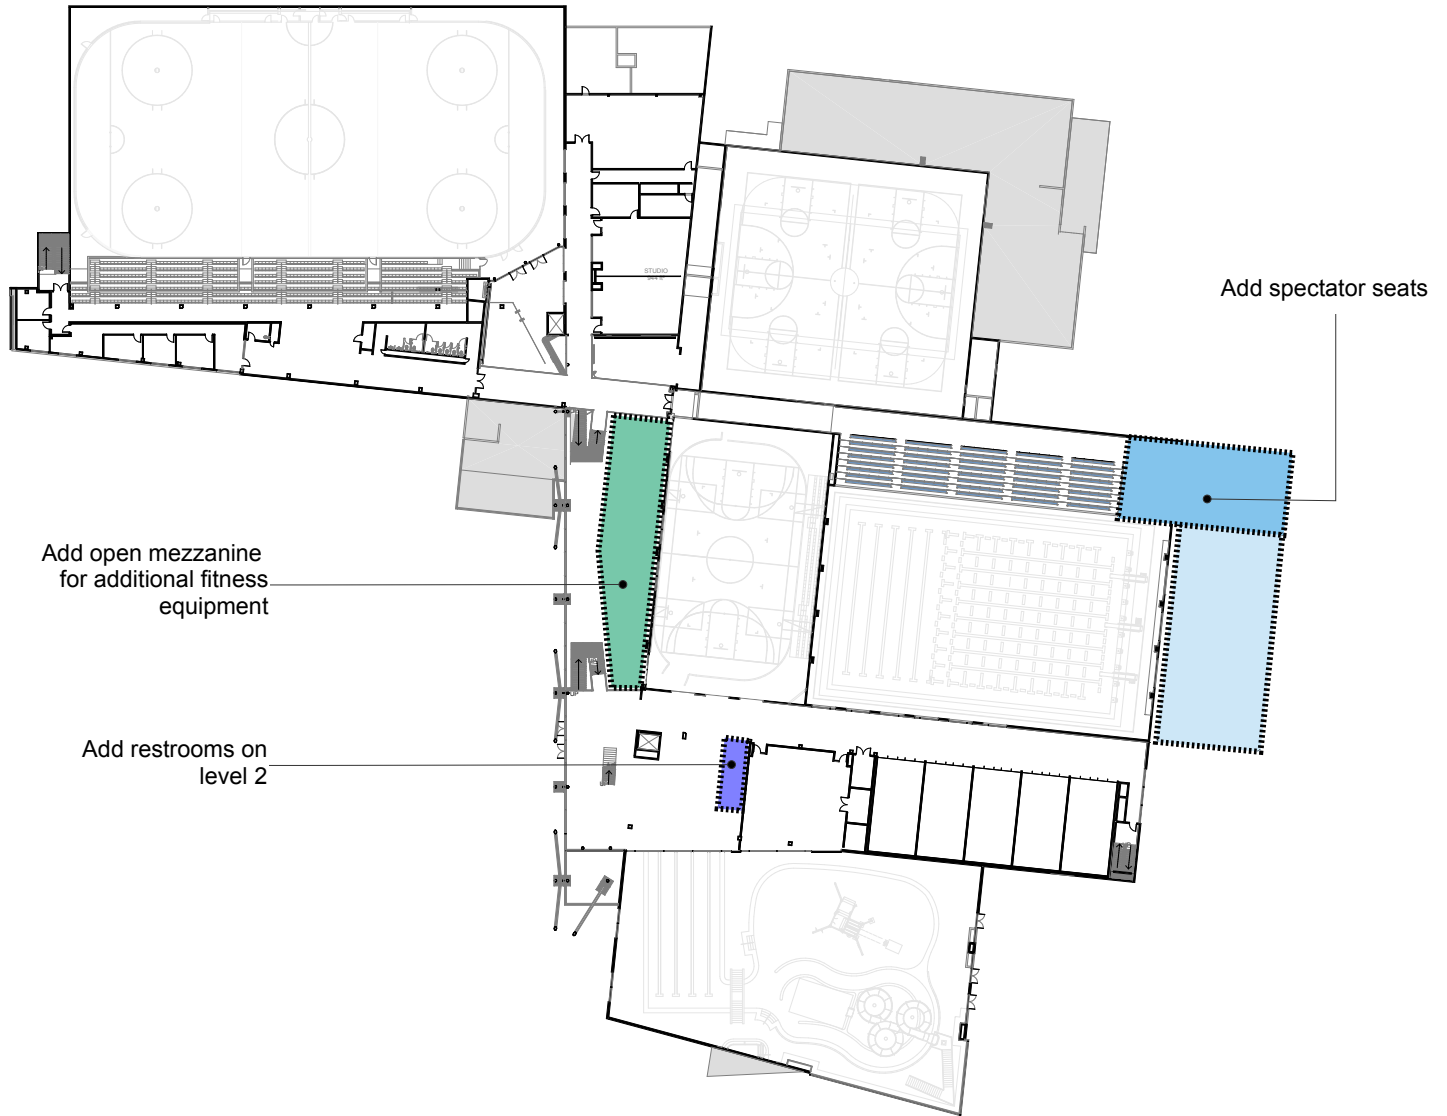 STUDIO
Add spectator seats
Add open mezzanine
for additional fitness
equipment
Add restrooms on
level 2